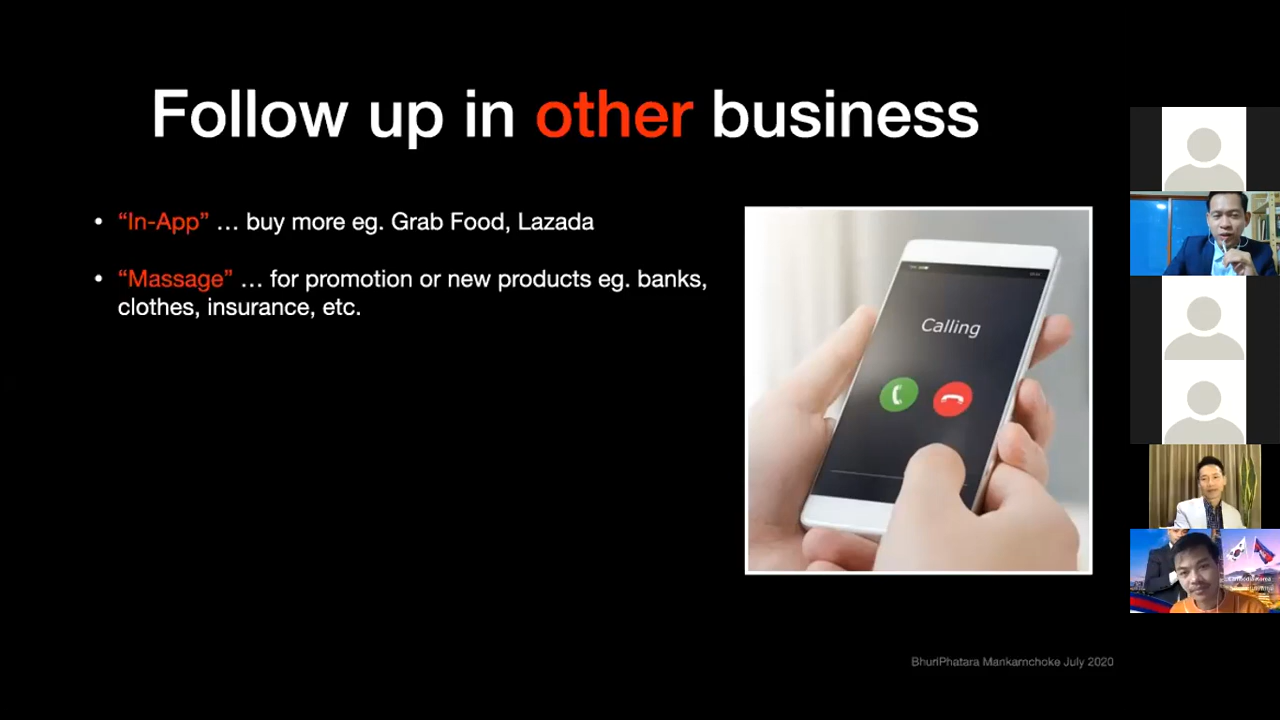 Follow up in other business
• “In-App” … buy more eg. Grab Food, Lazada
• “Massage” … for promotion or new products eg. banks,
clothes, insurance, etc.
Calling
BhuriPhatara Mankarnchoke July 2020